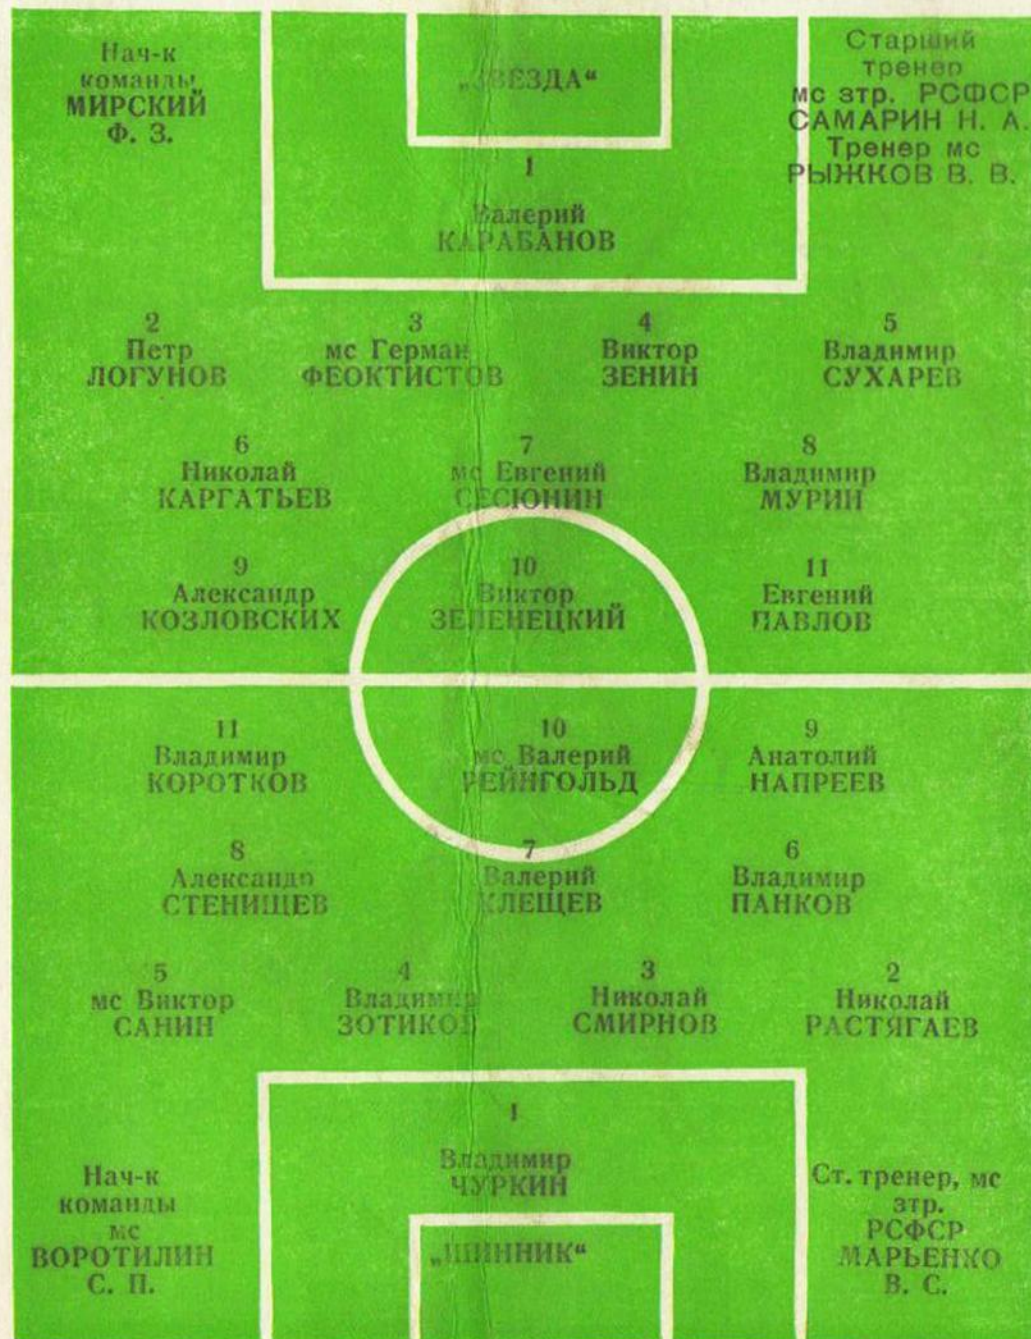 Нач-к
команды
МИРСКИЙ
Ф. З.
„ЗВЕЗДА“
Старший
тренер
мс зтр. РСФСР
САМАРИН Н. А.
Тренер мс
РЫЖКОВ В. В.
1
Валерий
КАРАБАНОВ
2
Петр
ЛОГУНОВ
3
мс Герман
ФЕОКТИСТОВ
4
Виктор
ЗЕНИН
5
Владимир
СУХАРЕВ
6
Николай
КАРГАТЬЕВ
7
мс Евгений
СЕСЮНИН
8
Владимир
МУРИН
9
Александр
КОЗЛОВСКИХ
10
Виктор
ЗЕЛЕНЕЦКИЙ
11
Евгений
ПАВЛОВ
11
Владимир
КОРОТКОВ
10
мс Валерий
РЕЙНГОЛЬД
9
Анатолий
НАПРЕЕВ
8
Александр
СТЕНИЩЕВ
7
Валерий
КЛЕЩЕВ
6
Владимир
ПАНКОВ
5
мс Виктор
САНИН
4
Владимир
ЗОТИКОВ
3
Николай
СМИРНОВ
2
Николай
РАСТЯГАЕВ
1
Владимир
ЧУРКИН
Нач-к
команды
мс
ВОРОТИЛИН
С. П.
„ШИННИК“
Ст. тренер, мс
зтр.
РСФСР
МАРЬЕНКО
В. С.